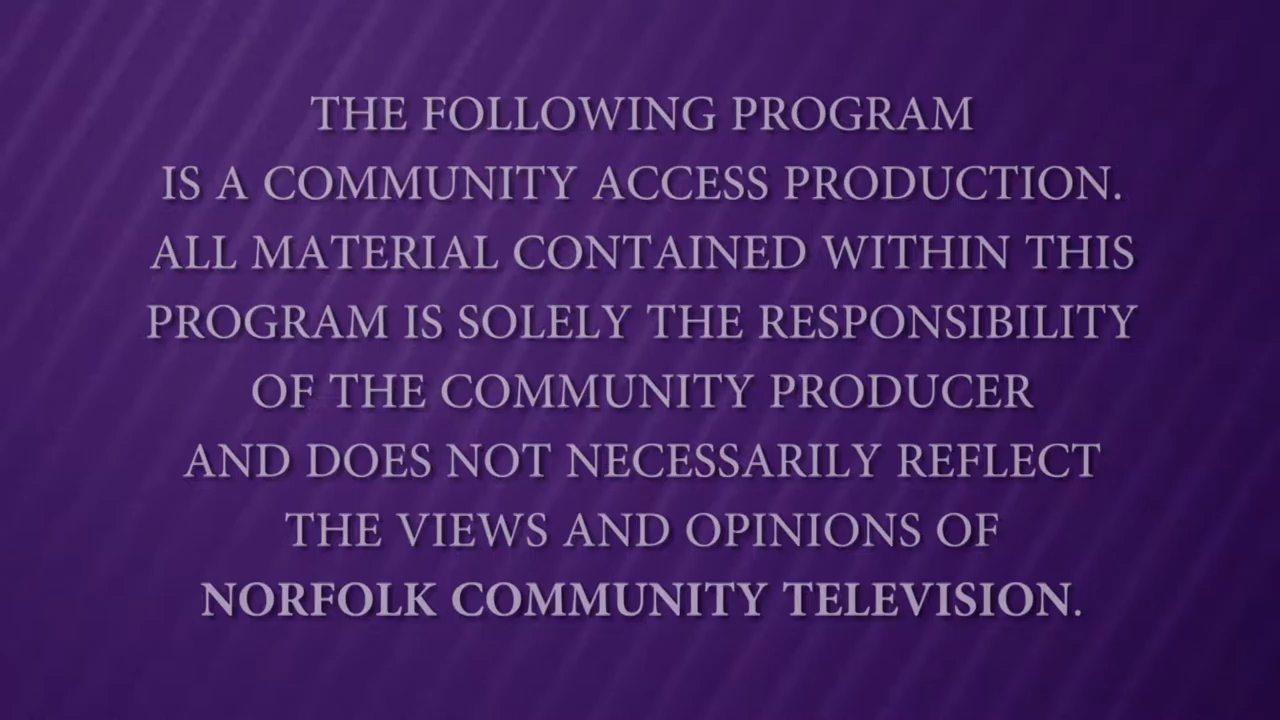 THE FOLLOWING PROGRAM
IS A COMMUNITY ACCESS PRODUCTION.
ALL MATERIAL CONTAINED WITHIN THIS
PROGRAM IS SOLELY THE RESPONSIBILITY
OF THE COMMUNITY PRODUCER
AND DOES NOT NECESSARILY REFLECT
THE VIEWS AND OPINIONS OF
NORFOLK COMMUNITY TELEVISION.